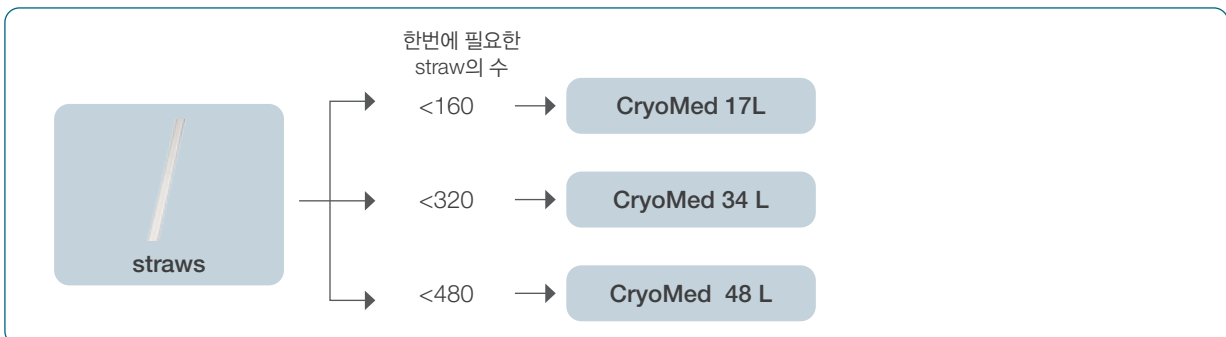 한번에 필요한
straw의 수
<160
CryoMed 17L
<320
CryoMed 34 L
straws
<480
CryoMed 48 L